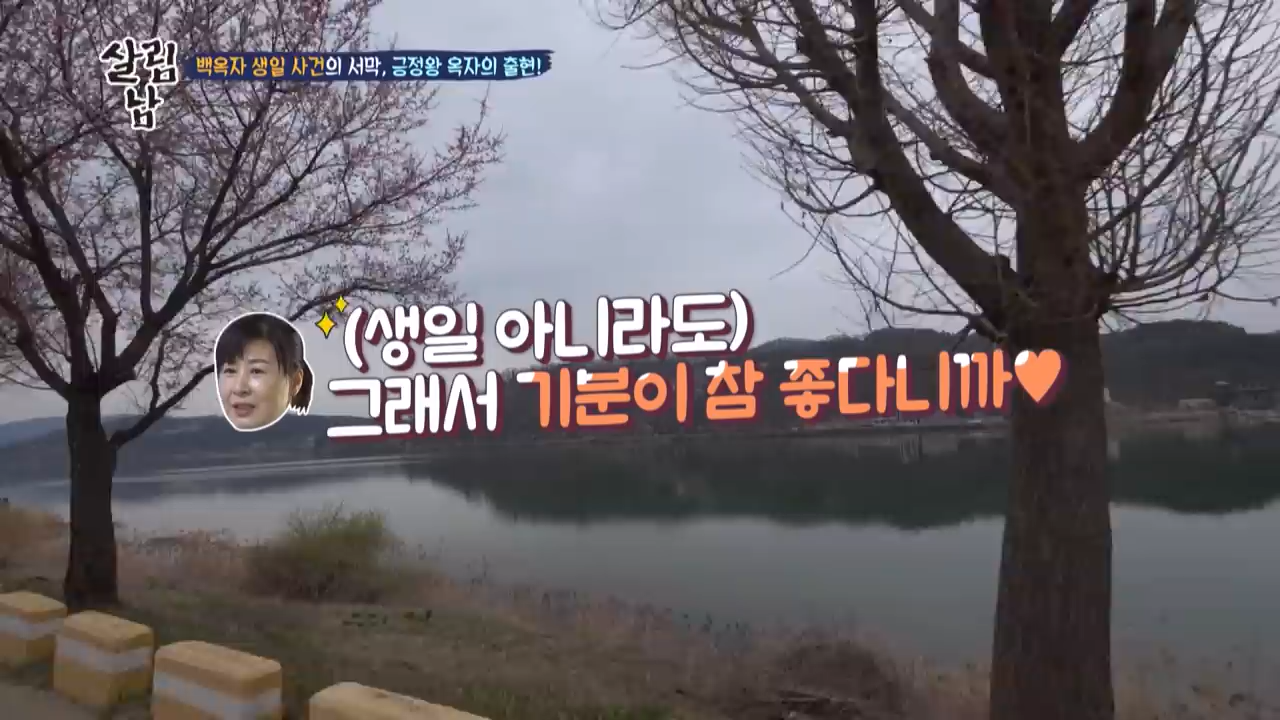 살림남
백옥자 생일 사건의 서막, 긍정왕 옥자의 출현!
(생일 아니라도)
그래서 기분이 참 좋다니까♥